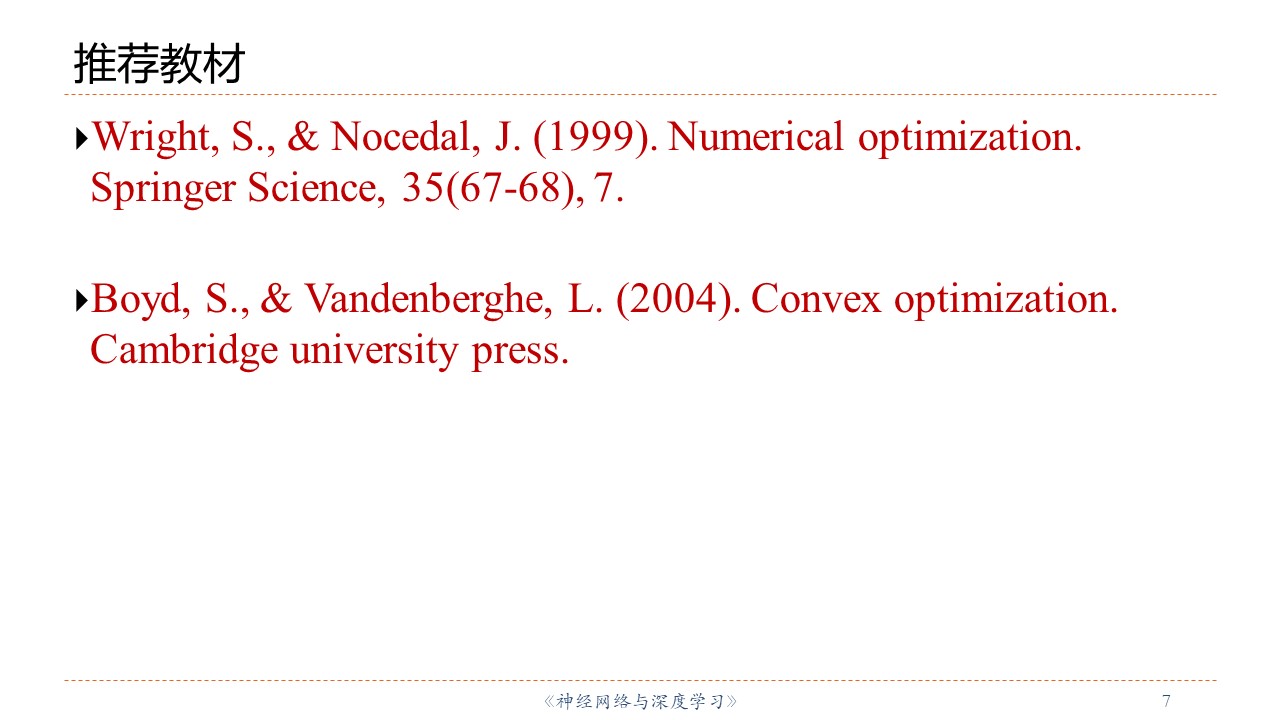 推荐教材
Wright, S., & Nocedal, J. (1999). Numerical optimization.
Springer Science, 35(67-68), 7.
Boyd, S., & Vandenberghe, L. (2004). Convex optimization.
Cambridge university press.
《神经网络与深度学习》
7